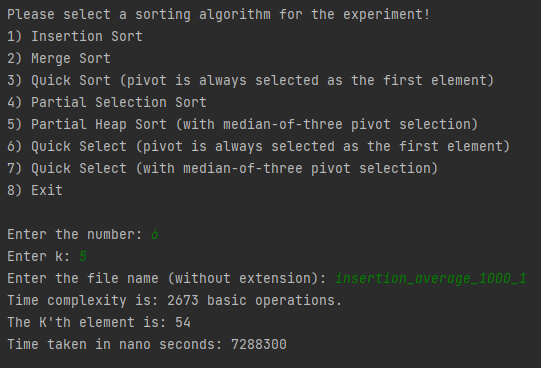 Please select a sorting algorithm for the experiment!
1) Insertion Sort
2) Merge Sort
3) Quick Sort (pivot is always selected as the first element)
4) Partial Selection Sort
5) Partial Heap Sort (with median-of-three pivot selection)
6) Quick Select (pivot is always selected as the first element)
7) Quick Select (with median-of-three pivot selection)
8) Exit
Enter the number: 6
Enter k: 5
Enter the file name (without extension): insertion_average_1000_1
Time complexity is: 2673 basic operations.
The K'th element is: 54
Time taken in nano seconds: 7288300